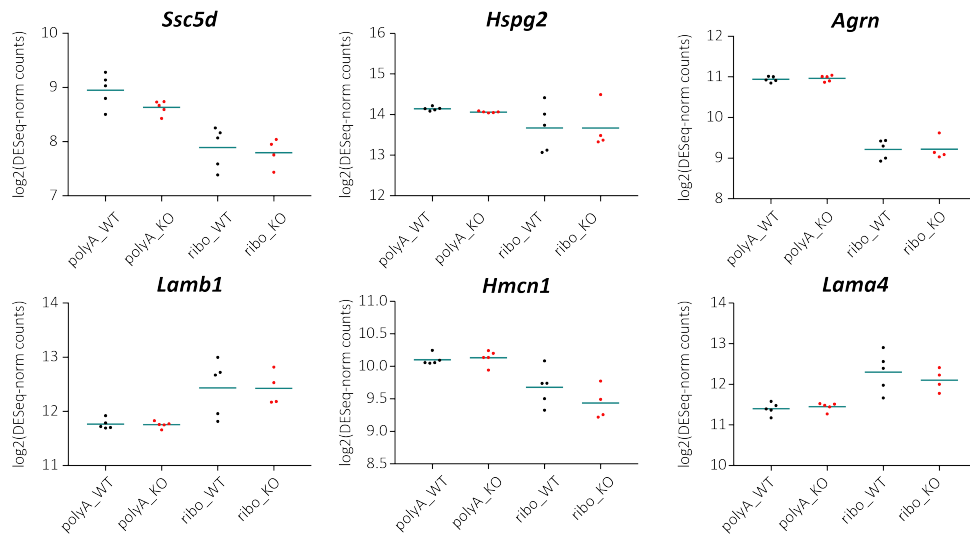 Ssc5d
log2(DESeq-norm counts)
10
9
8
7
polyA_WT
polyA_KO
ribo_WT
ribo_KO
Hspg2
log2(DESeq-norm counts)
16
15
14
13
12
polyA_WT
polyA_KO
ribo_WT
ribo_KO
Agrn
log2(DESeq-norm counts)
12
11
10
9
8
polyA_WT
polyA_KO
ribo_WT
ribo_KO
Lamb1
log2(DESeq-norm counts)
14
13
12
11
polyA_WT
polyA_KO
ribo_WT
ribo_KO
Hmcn1
log2(DESeq-norm counts)
11.0
10.5
10.0
9.5
9.0
8.5
polyA_WT
polyA_KO
ribo_WT
ribo_KO
Lama4
log2(DESeq-norm counts)
14
13
12
11
10
polyA_WT
polyA_KO
ribo_WT
ribo_KO